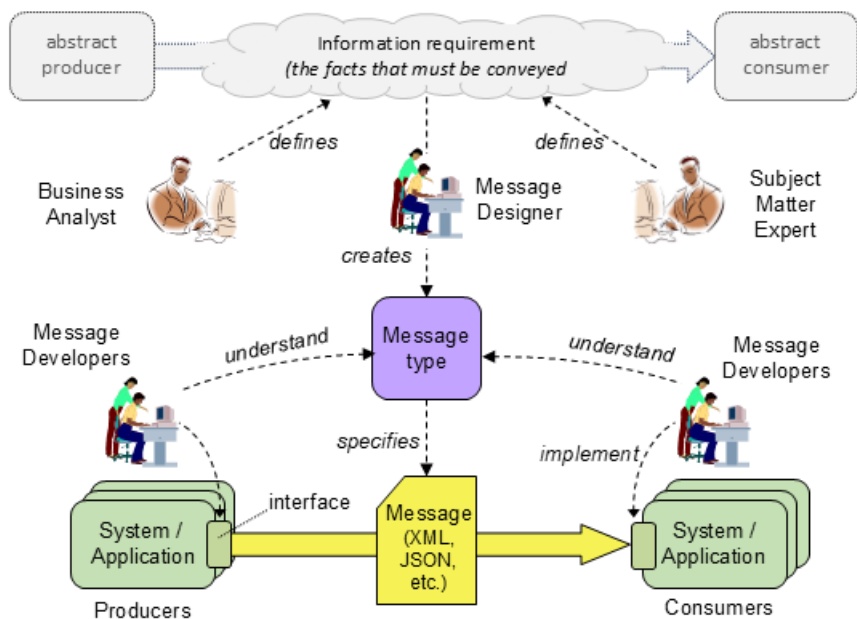 abstract
producer
Information requirement
(the facts that must be conveyed
abstract
consumer
defines
defines
Business
Analyst
Message
Designer
Subject
Matter
Expert
creates
Message
Developers
understand
Message
type
understand
Message
Developers
specifies
implement
interface
System /
Application
Message
(XML,
JSON,
etc.)
System /
Application
Producers
Consumers